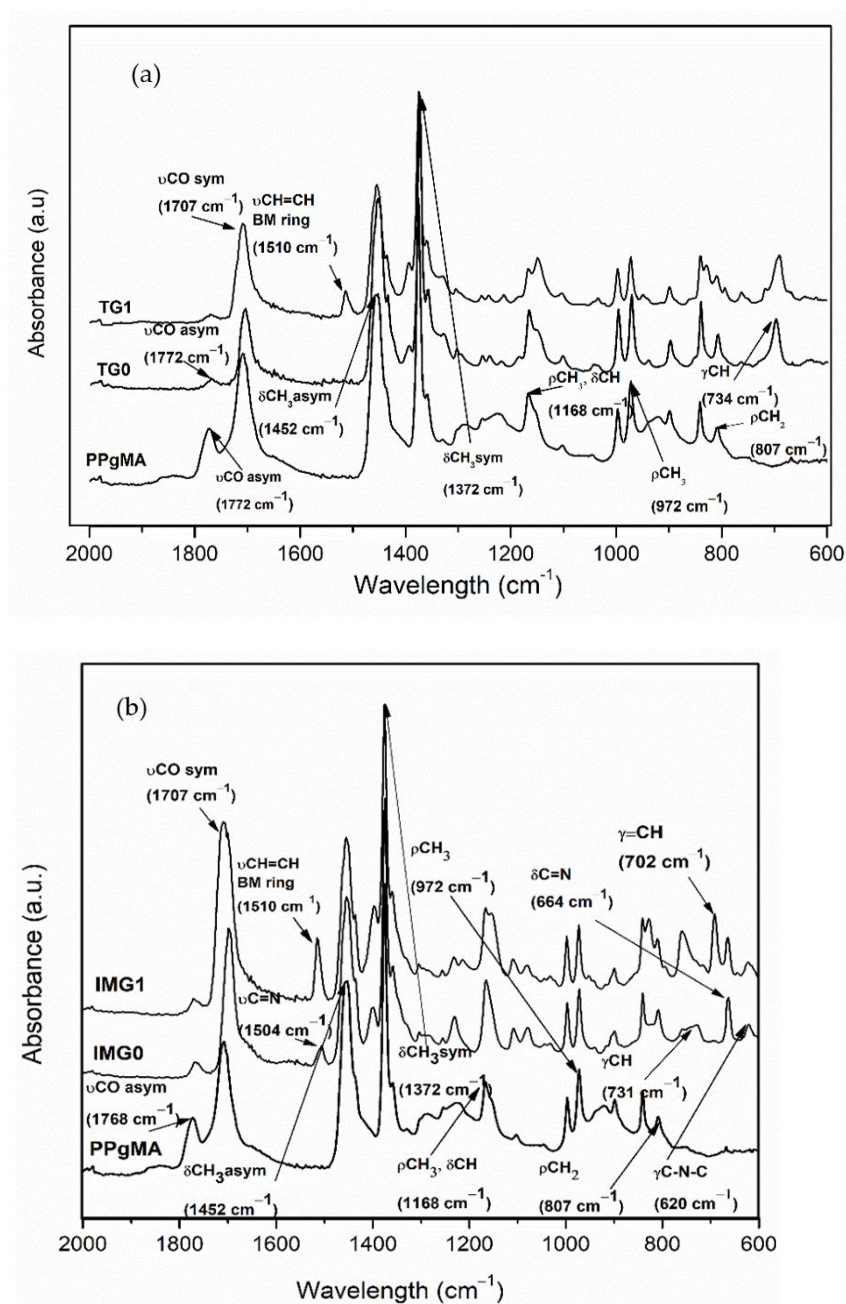 (a)
υCO sym
(1707 cm⁻¹)
υCH=CH
BM ring
(1510 cm⁻¹)
TG1
υCO asym
(1772 cm⁻¹)
TG0
δCH₃asym
(1452 cm⁻¹)
PPgMA
υCO asym
(1772 cm⁻¹)
δCH₃sym
(1372 cm⁻¹)
ρCH₃, δCH
(1168 cm⁻¹)
ρCH₃
(972 cm⁻¹)
γCH
(734 cm⁻¹)
ρCH₂
(807 cm⁻¹)
Absorbance (a.u)
2000 1800 1600 1400 1200 1000 800 600
Wavelength (cm⁻¹)
(b)
υCO sym
(1707 cm⁻¹)
υCH=CH
BM ring
(1510 cm⁻¹)
ρCH₃
(972 cm⁻¹)
δC=N
(664 cm⁻¹)
γ=CH
(702 cm⁻¹)
IMG1
υC=N
(1504 cm⁻¹)
IMG0
υCO asym
(1768 cm⁻¹)
PPgMA
δCH₃asym
(1452 cm⁻¹)
δCH₃sym
(1372 cm⁻¹)
ρCH₃, δCH
(1168 cm⁻¹)
γCH
(731 cm⁻¹)
ρCH₂
(807 cm⁻¹)
γC-N-C
(620 cm⁻¹)
Absorbance (a.u.)
2000 1800 1600 1400 1200 1000 800 600
Wavelength (cm⁻¹)